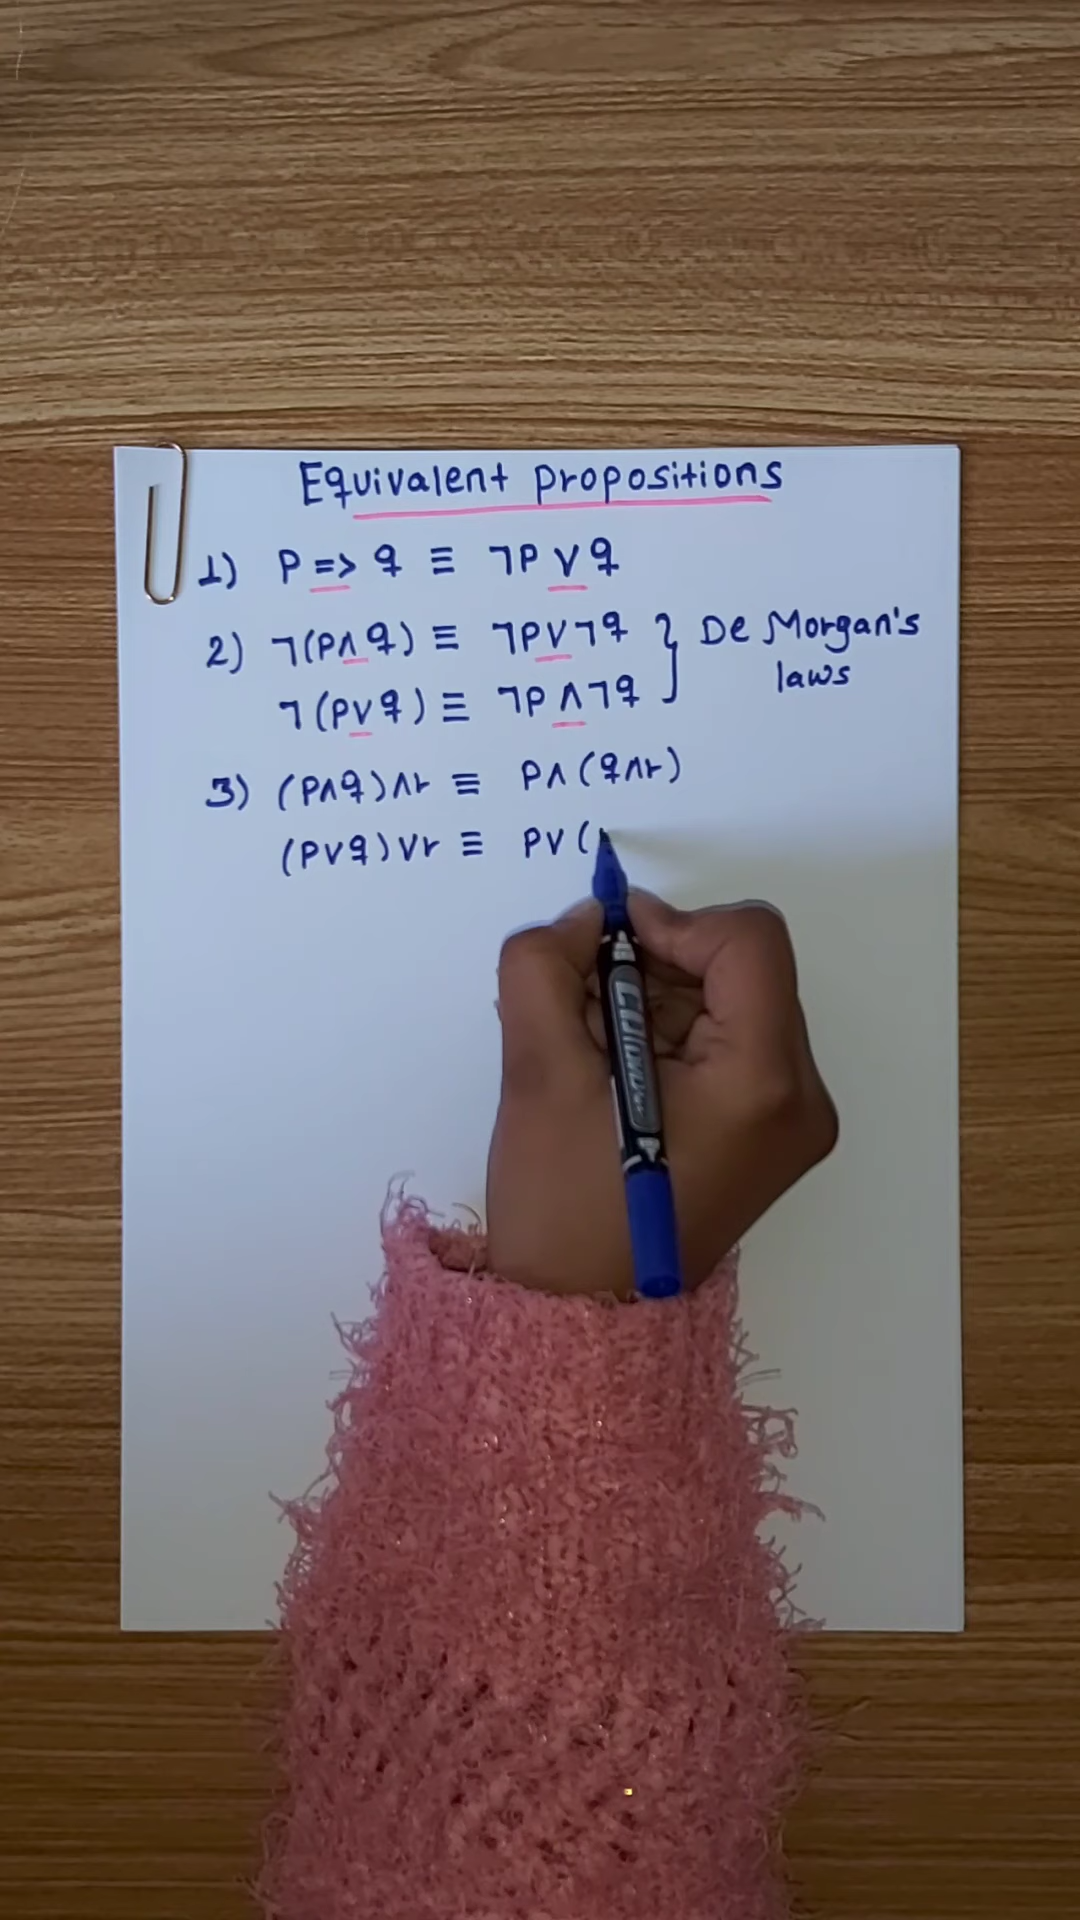 Equivalent propositions
1) P => q ≡ ¬P ∨ q
2) ¬(P∧q) ≡ ¬P∨¬q } De Morgan's
laws
¬(P∨q) ≡ ¬P∧¬q
3) (P∧q)∧r ≡ P∧(q∧r)
(P∨q)∨r ≡ P∨(